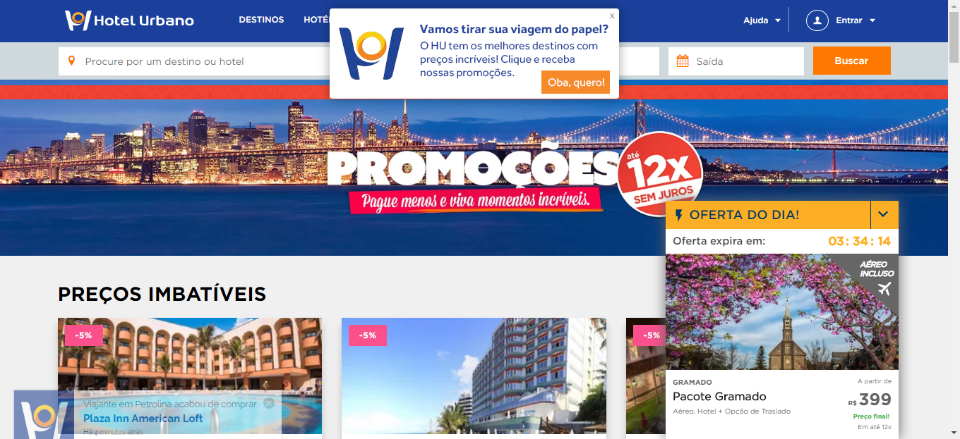 Hotel Urbano
DESTINOS
Ajuda
Entrar
x
Vamos tirar sua viagem do papel?
O HU tem os melhores destinos com
preços incríveis! Clique e receba
nossas promoções.
Oba, quero!
Procure por um destino ou hotel
Saída
Buscar
PROMOÇÕES
até
12x
SEM JUROS
Pague menos e viva momentos incríveis.
OFERTA DO DIA!
Oferta expira em:
03 : 34 : 14
AÉREO
INCLUSO
PREÇOS IMBATÍVEIS
-5%
-5%
-5%
GRAMADO
A partir de
Pacote Gramado
R$ 399
Aéreo, Hotel + Opção de Traslado
Preço final!
Em até 12x
Viajante em Petrolina acabou de comprar
Plaza Inn American Loft
Há 4 minutos atrás